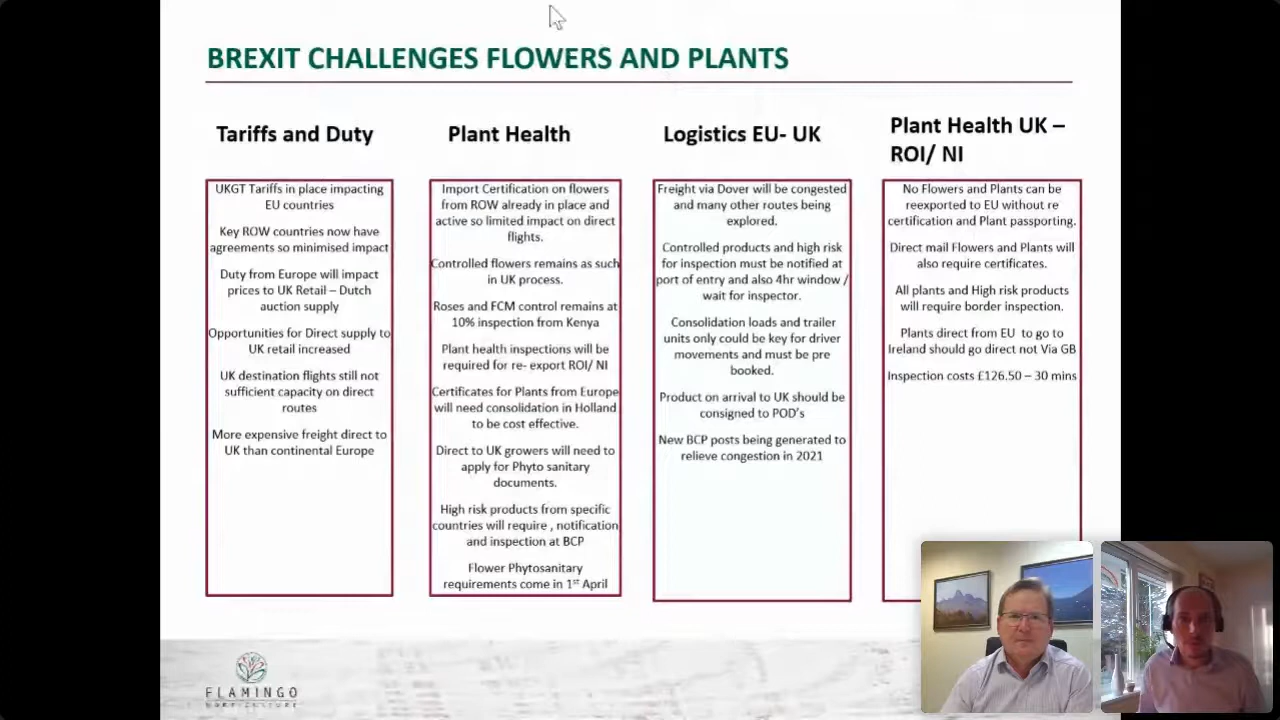 BREXIT CHALLENGES FLOWERS AND PLANTS
Tariffs and Duty
UKGT Tariffs in place impacting
EU countries
Key ROW countries now have
agreements so minimised impact
Duty from Europe will impact
prices to UK Retail – Dutch
auction supply
Opportunities for Direct supply to
UK retail increased
UK destination flights still not
sufficient capacity on direct
routes
More expensive freight direct to
UK than continental Europe
Plant Health
Import Certification on flowers
from ROW already in place and
active so limited impact on direct
flights.
Controlled flowers remains as such
in UK process.
Roses and FCM control remains at
10% inspection from Kenya
Plant health inspections will be
required for re- export ROI/ NI
Certificates for Plants from Europe
will need consolidation in Holland
to be cost effective.
Direct to UK growers will need to
apply for Phyto sanitary
documents.
High risk products from specific
countries will require , notification
and inspection at BCP
Flower Phytosanitary
requirements come in 1st April
Logistics EU- UK
Freight via Dover will be congested
and many other routes being
explored.
Controlled products and high risk
for inspection must be notified at
port of entry and also 4hr window /
wait for inspector.
Consolidation loads and trailer
units only could be key for driver
movements and must be pre
booked.
Product on arrival to UK should be
consigned to POD's
New BCP posts being generated to
relieve congestion in 2021
Plant Health UK –
ROI/ NI
No Flowers and Plants can be
reexported to EU without re
certification and Plant passporting.
Direct mail Flowers and Plants will
also require certificates.
All plants and High risk products
will require border inspection.
Plants direct from EU to go to
Ireland should go direct not Via GB
Inspection costs £126.50 – 30 mins
FLAMINGO
HORTICULTURE